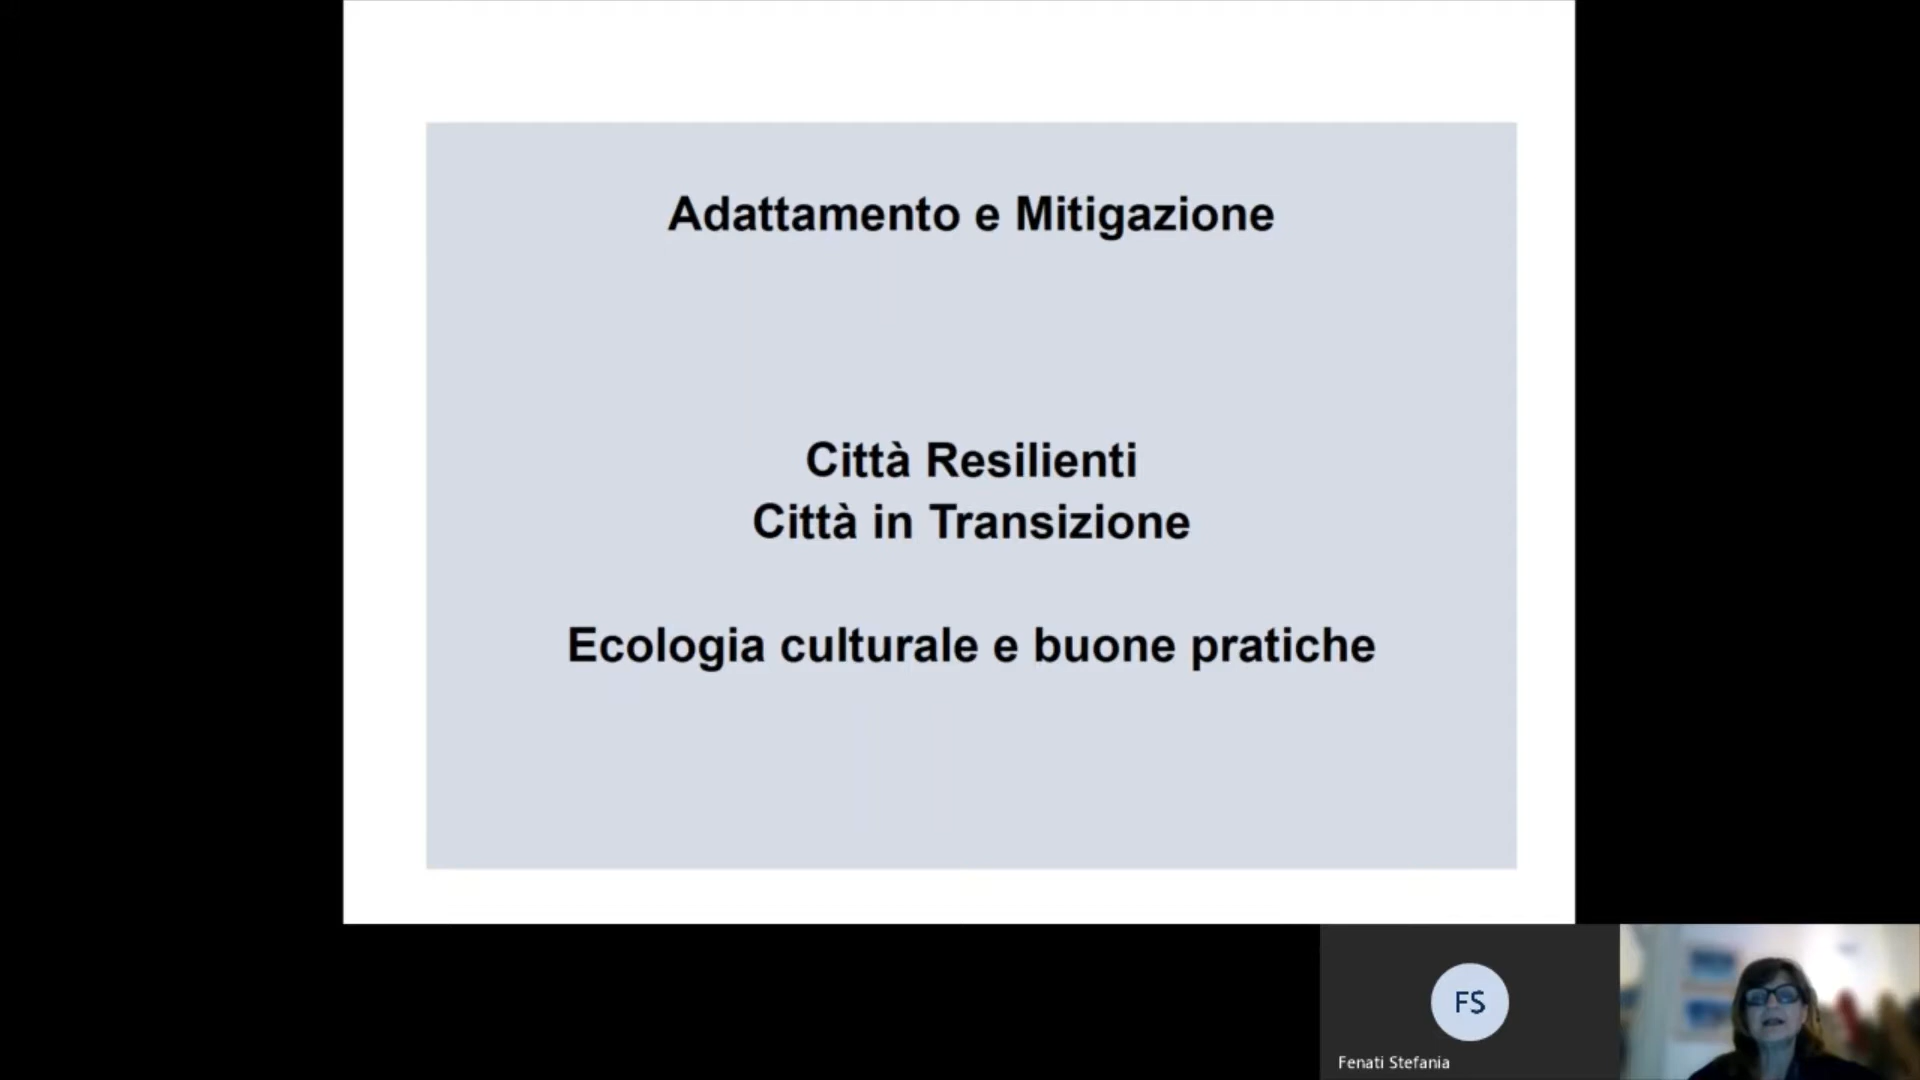 Adattamento e Mitigazione
Città Resilienti
Città in Transizione
Ecologia culturale e buone pratiche
FS
Fenati Stefania